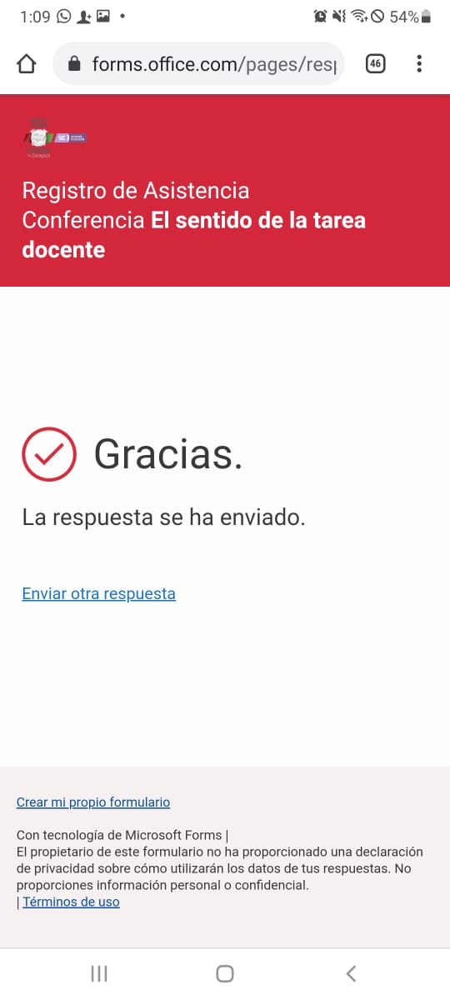 1:09
54%
forms.office.com/pages/resp
46
Registro de Asistencia
Conferencia El sentido de la tarea
docente
Gracias.
La respuesta se ha enviado.
Enviar otra respuesta
Crear mi propio formulario
Con tecnología de Microsoft Forms |
El propietario de este formulario no ha proporcionado una declaración
de privacidad sobre cómo utilizarán los datos de tus respuestas. No
proporciones información personal o confidencial.
| Términos de uso